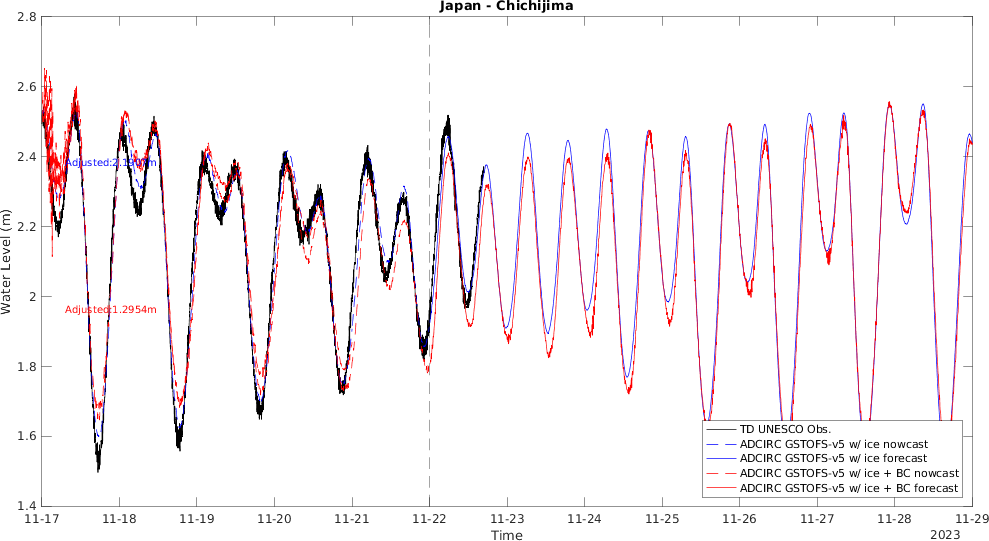 Japan - Chichijima
2.8
2.6
2.4
2.2
2
1.8
1.6
1.4
Water Level (m)
Adjusted:1.2954m
11-17
11-18
11-19
11-20
11-21
11-22
11-23
11-24
11-25
11-26
11-27
11-28
11-29
Time
2023
TD UNESCO Obs.
ADCIRC GSTOFS-v5 w/ ice nowcast
ADCIRC GSTOFS-v5 w/ ice forecast
ADCIRC GSTOFS-v5 w/ ice + BC nowcast
ADCIRC GSTOFS-v5 w/ ice + BC forecast